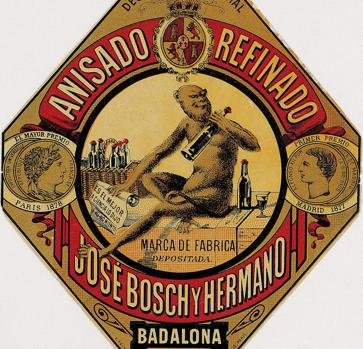 ANISADO REFINADO
EL MAYOR PREMIO
PARIS 1878
PRIMER PREMIO
MADRID 1877
ES EL MEJOR
MARCA DE FABRICA
DEPOSITADA.
JOSÉ BOSCH Y HERMANO
BADALONA